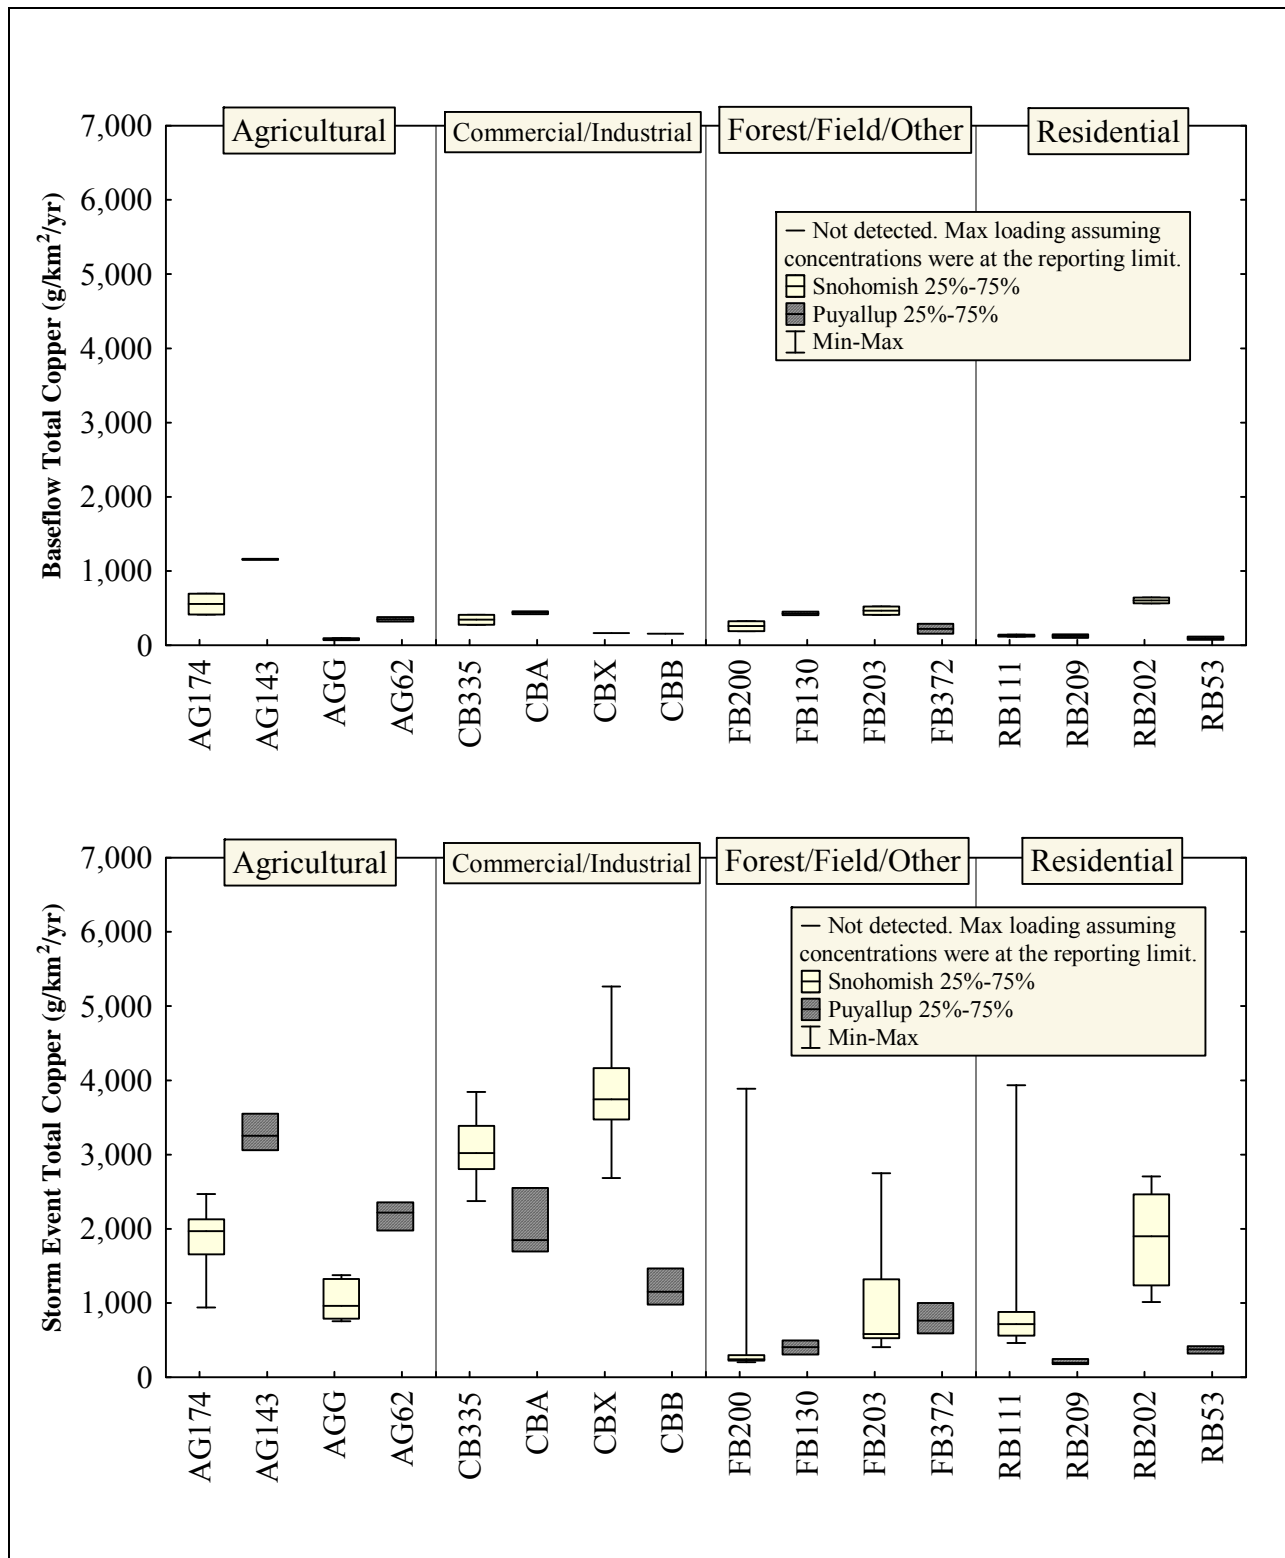 Agricultural
Commercial/Industrial
Forest/Field/Other
Residential
7,000
6,000
5,000
4,000
3,000
2,000
1,000
0
Baseflow Total Copper (g/km²/yr)
— Not detected. Max loading assuming
concentrations were at the reporting limit.
Snohomish 25%-75%
Puyallup 25%-75%
Min-Max
AG174
AG143
AGG
AG62
CB335
CBA
CBX
CBB
FB200
FB130
FB203
FB372
RB111
RB209
RB202
RB53
Agricultural
Commercial/Industrial
Forest/Field/Other
Residential
7,000
6,000
5,000
4,000
3,000
2,000
1,000
0
Storm Event Total Copper (g/km²/yr)
— Not detected. Max loading assuming
concentrations were at the reporting limit.
Snohomish 25%-75%
Puyallup 25%-75%
Min-Max
AG174
AG143
AGG
AG62
CB335
CBA
CBX
CBB
FB200
FB130
FB203
FB372
RB111
RB209
RB202
RB53